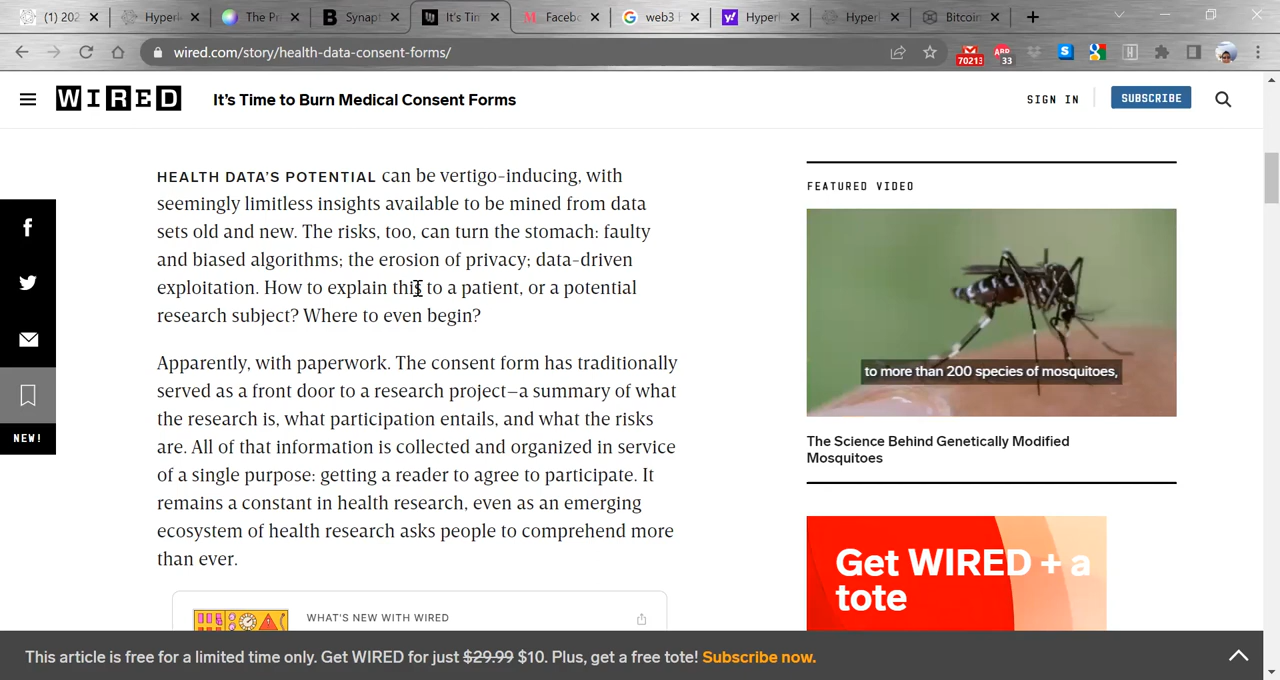 (1) 202
Hyperl
The P
Synapt
It's Tim
Faceb
web3
Hyperl
Hyperl
Bitcoin
wired.com/story/health-data-consent-forms/
70213
33
WIRED
It's Time to Burn Medical Consent Forms
SIGN IN
SUBSCRIBE
HEALTH DATA'S POTENTIAL can be vertigo-inducing, with
seemingly limitless insights available to be mined from data
sets old and new. The risks, too, can turn the stomach: faulty
and biased algorithms; the erosion of privacy; data-driven
exploitation. How to explain this to a patient, or a potential
research subject? Where to even begin?
Apparently, with paperwork. The consent form has traditionally
served as a front door to a research project—a summary of what
the research is, what participation entails, and what the risks
are. All of that information is collected and organized in service
of a single purpose: getting a reader to agree to participate. It
remains a constant in health research, even as an emerging
ecosystem of health research asks people to comprehend more
than ever.
WHAT'S NEW WITH WIRED
NEW!
FEATURED VIDEO
to more than 200 species of mosquitoes,
The Science Behind Genetically Modified
Mosquitoes
Get WIRED + a
tote
This article is free for a limited time only. Get WIRED for just $29.99 $10. Plus, get a free tote! Subscribe now.